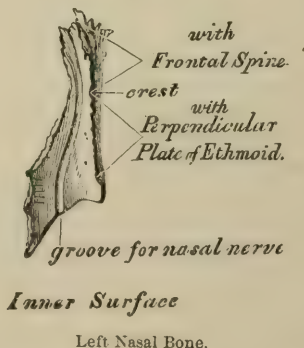 with
Frontal Spine
crest
with
Perpendicular
Plate of Ethmoid.
groove for nasal nerve
Inner Surface
Left Nasal Bone.